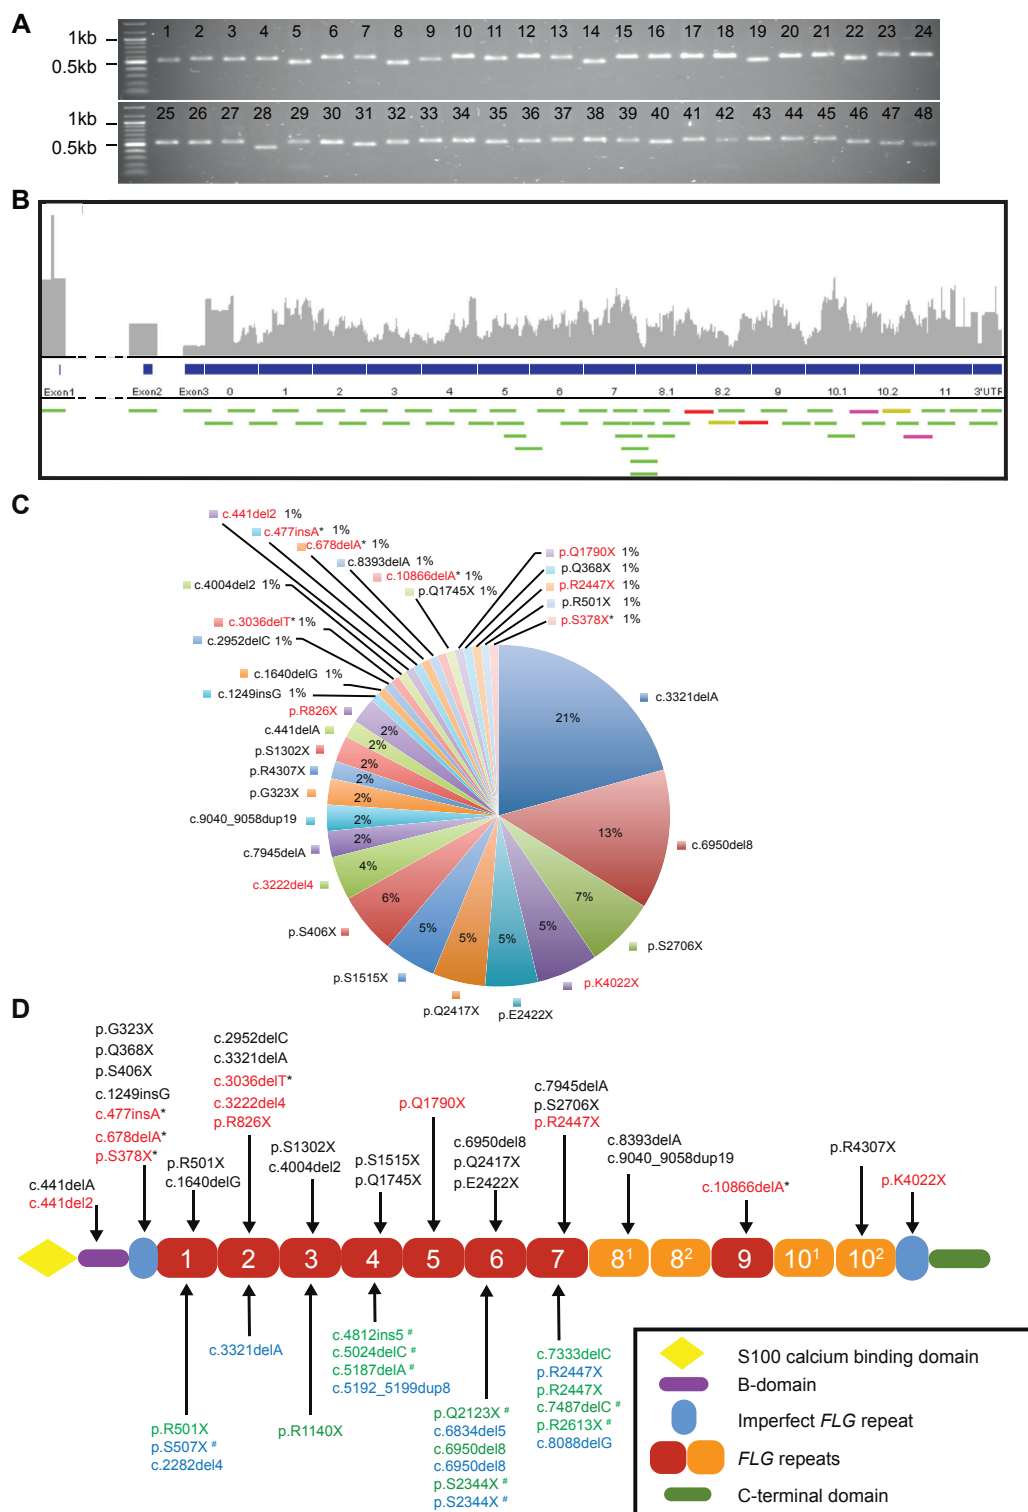 A
1kb
0.5kb
1 2 3 4 5 6 7 8 9 10 11 12 13 14 15 16 17 18 19 20 21 22 23 24
1kb
0.5kb
25 26 27 28 29 30 31 32 33 34 35 36 37 38 39 40 41 42 43 44 45 46 47 48
B
Exon1 Exon2 Exon3 0 1 2 3 4 5 6 7 8.1 8.2 9 10.1 10.2 11 3'UTR
C
c.441del2 1%
c.477insA* 1%
c.678delA* 1%
c.8393delA 1%
c.10866delA* 1%
p.Q1745X 1%
p.Q1790X 1%
p.Q368X 1%
p.R2447X 1%
p.R501X 1%
p.S378X* 1%
c.4004del2 1%
c.3036delT* 1%
c.2952delC 1%
c.1640delG 1%
c.1249insG 1%
p.R826X
c.441delA
p.S1302X
p.R4307X
p.G323X
c.9040_9058dup19
c.7945delA
c.3222del4
p.S406X
p.S1515X
p.Q2417X
p.E2422X
p.K4022X
p.S2706X
c.6950del8
c.3321delA
21%
13%
7%
5%
5%
5%
5%
6%
4%
2%
2%
2%
2%
2%
2%
2%
D
p.G323X
p.Q368X
p.S406X
c.1249insG
c.477insA*
c.678delA*
p.S378X*
c.441delA
c.441del2
p.R501X
c.1640delG
c.2952delC
c.3321delA
c.3036delT*
c.3222del4
p.R826X
p.S1302X
c.4004del2
p.S1515X
p.Q1745X
p.Q1790X
c.6950del8
p.Q2417X
p.E2422X
c.7945delA
p.S2706X
p.R2447X
c.8393delA
c.9040_9058dup19
c.10866delA*
p.R4307X
p.K4022X
1 2 3 4 5 6 7 8¹ 8² 9 10¹ 10²
p.R501X
p.S507X #
c.2282del4
c.3321delA
p.R1140X
c.4812ins5 #
c.5024delC #
c.5187delA #
c.5192_5199dup8
p.Q2123X #
c.6834del5
c.6950del8
c.6950del8
p.S2344X #
p.S2344X #
c.7333delC
p.R2447X
p.R2447X
c.7487delC #
p.R2613X #
c.8088delG
S100 calcium binding domain
B-domain
Imperfect FLG repeat
FLG repeats
C-terminal domain